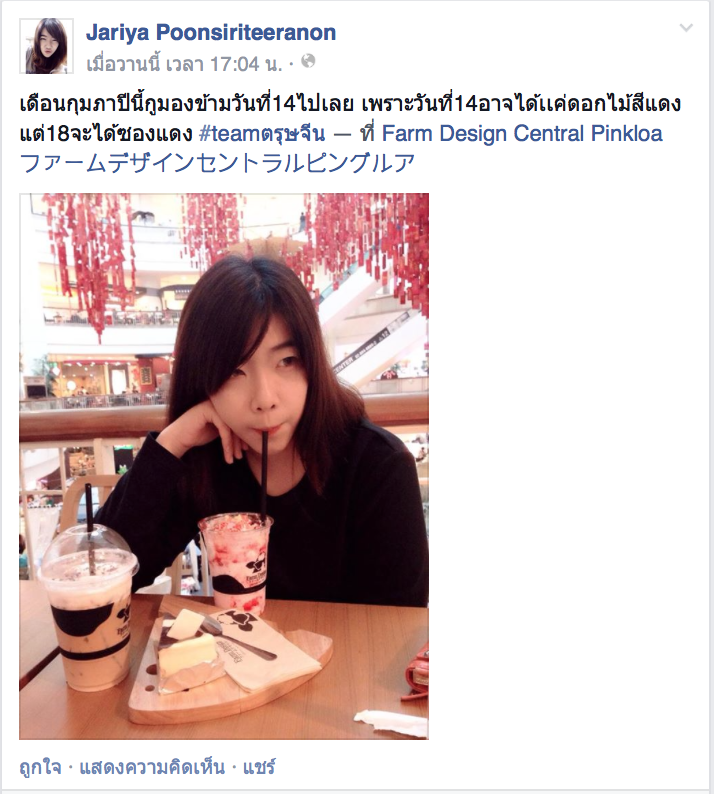 Jariya Poonsiriteeranon
เมื่อวานนี้ เวลา 17:04 น. ·
เดือนกุมภาปีนี้กูมองข้ามวันที่14ไปเลย เพราะวันที่14อาจได้แค่ดอกไม้สีแดง
แต่18จะได้ซองแดง #teamตรุษจีน — ที่ Farm Design Central Pinkloa
ファームデザインセントラルピングルア
ถูกใจ · แสดงความคิดเห็น · แชร์